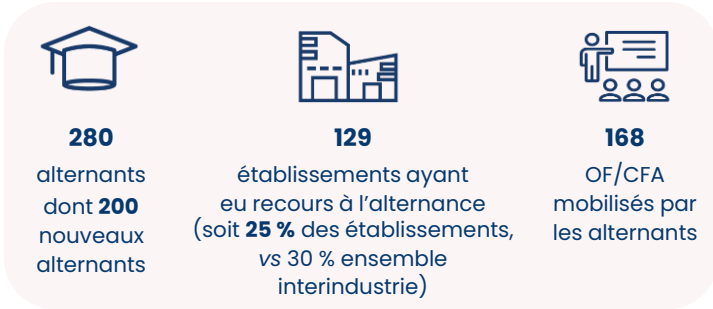 280
alternants
dont 200
nouveaux
alternants
129
établissements ayant
eu recours à l’alternance
(soit 25 % des établissements,
vs 30 % ensemble
interindustrie)
168
OF/CFA
mobilisés par
les alternants